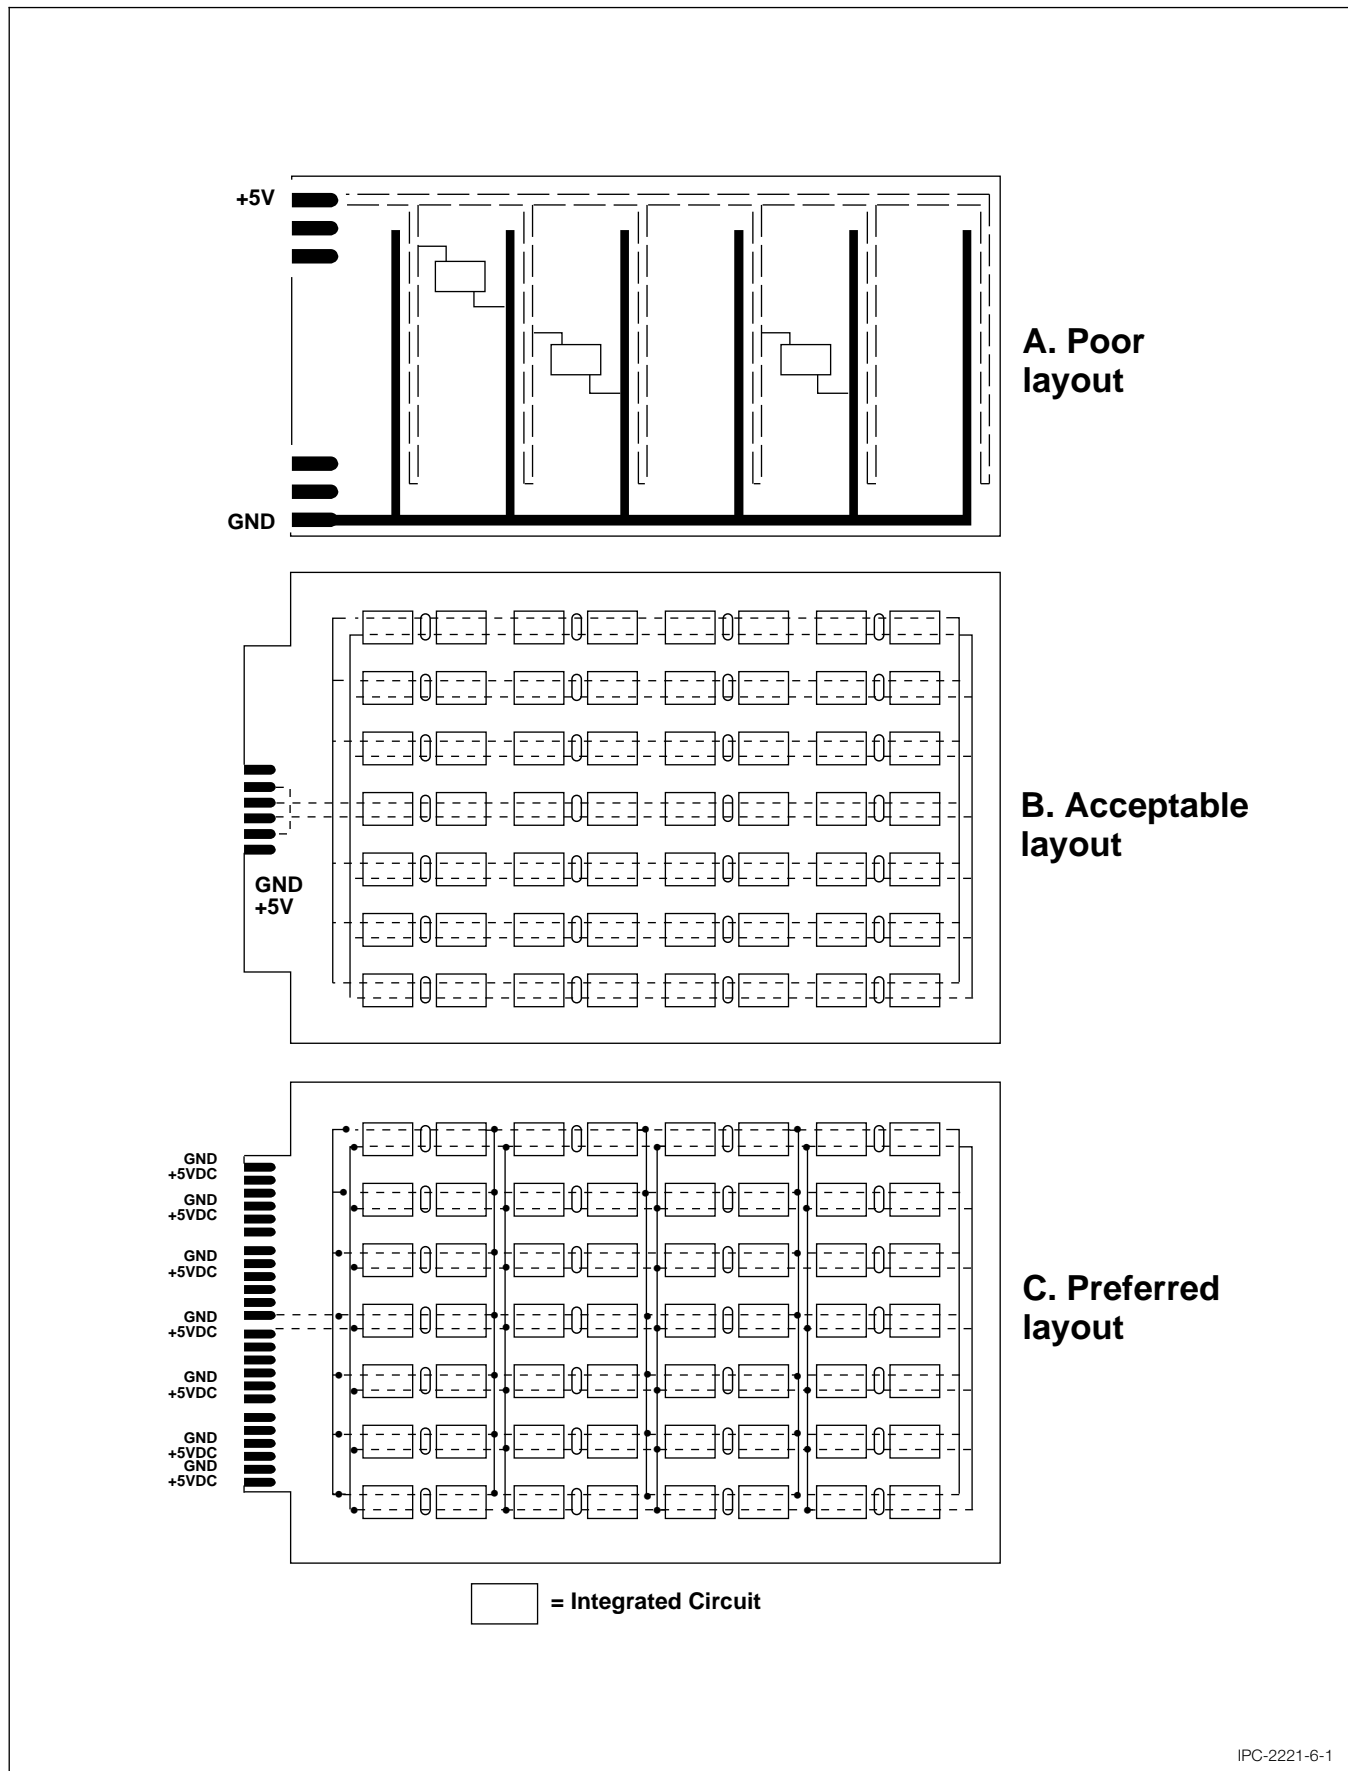 +5V
GND
A. Poor
layout
GND
+5V
B. Acceptable
layout
GND
+5VDC
GND
+5VDC
GND
+5VDC
GND
+5VDC
GND
+5VDC
GND
+5VDC
GND
+5VDC
C. Preferred
layout
= Integrated Circuit
IPC-2221-6-1